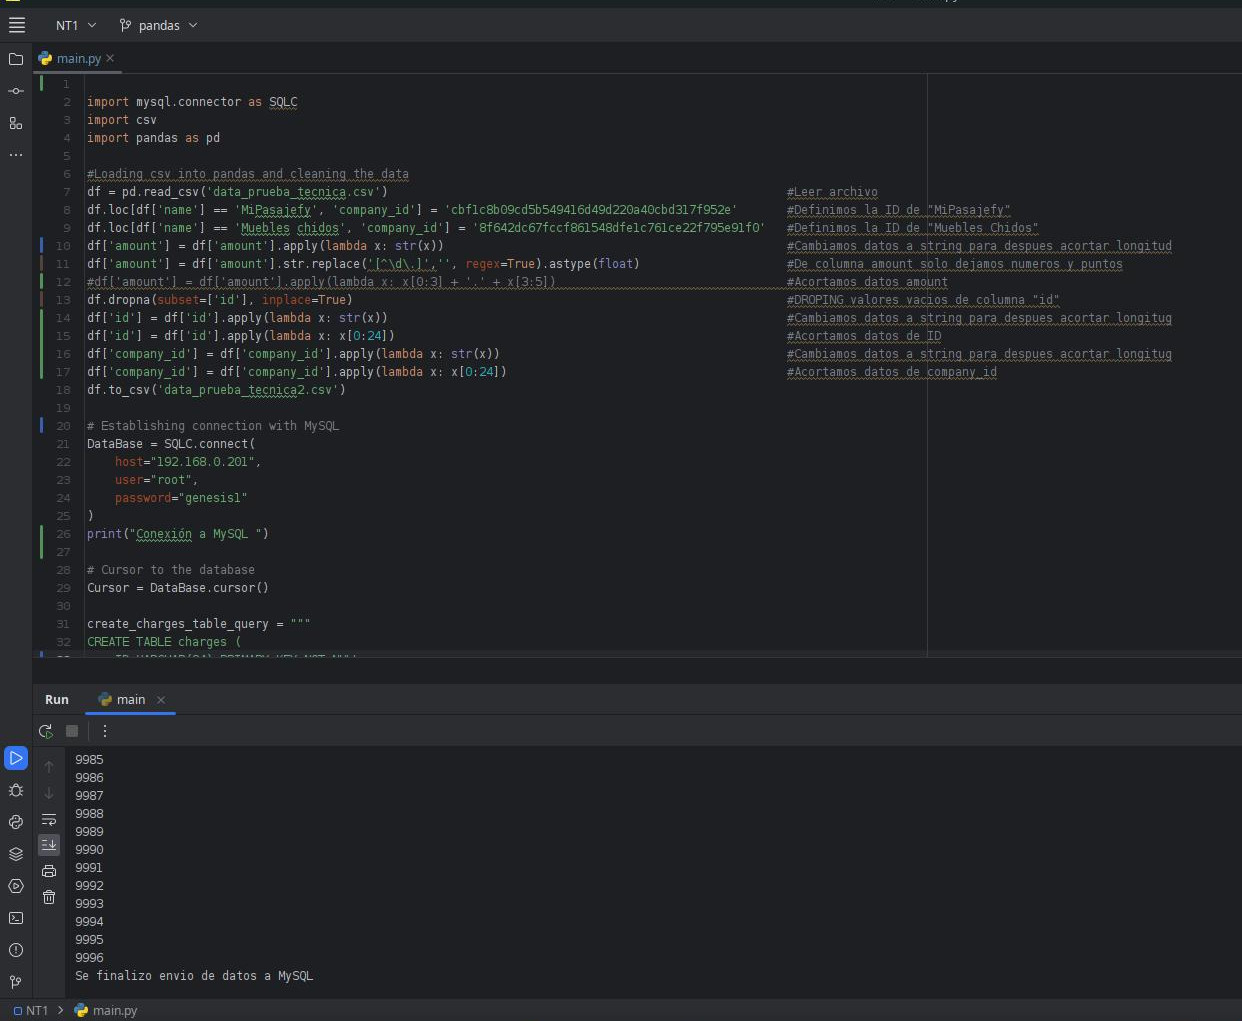 NT1
pandas
main.py
1
2 import mysql.connector as SQLC
3 import csv
4 import pandas as pd
5
6 #Loading csv into pandas and cleaning the data
7 df = pd.read_csv('data_prueba_tecnica.csv') #Leer archivo
8 df.loc[df['name'] == 'MiPasajefy', 'company_id'] = 'cbf1c8b09cd5b549416d49d220a40cbd317f952e' #Definimos la ID de "MiPasajefy"
9 df.loc[df['name'] == 'Muebles chidos', 'company_id'] = '8f642dc67fccf861548dfe1c761ce22f795e91f0' #Definimos la ID de "Muebles Chidos"
10 df['amount'] = df['amount'].apply(lambda x: str(x)) #Cambiamos datos a string para despues acortar longitud
11 df['amount'] = df['amount'].str.replace('[^\d\.]','', regex=True).astype(float) #De columna amount solo dejamos numeros y puntos
12 #df['amount'] = df['amount'].apply(lambda x: x[0:3] + '.' + x[3:5]) #Acortamos datos amount
13 df.dropna(subset=['id'], inplace=True) #DROPING valores vacios de columna "id"
14 df['id'] = df['id'].apply(lambda x: str(x)) #Cambiamos datos a string para despues acortar longitug
15 df['id'] = df['id'].apply(lambda x: x[0:24]) #Acortamos datos de ID
16 df['company_id'] = df['company_id'].apply(lambda x: str(x)) #Cambiamos datos a string para despues acortar longitug
17 df['company_id'] = df['company_id'].apply(lambda x: x[0:24]) #Acortamos datos de company_id
18 df.to_csv('data_prueba_tecnica2.csv')
19
20 # Establishing connection with MySQL
21 DataBase = SQLC.connect(
22 host="192.168.0.201",
23 user="root",
24 password="genesis1"
25 )
26 print("Conexión a MySQL ")
27
28 # Cursor to the database
29 Cursor = DataBase.cursor()
30
31 create_charges_table_query = """
32 CREATE TABLE charges (
Run
main
9985
9986
9987
9988
9989
9990
9991
9992
9993
9994
9995
9996
Se finalizo envio de datos a MySQL
NT1 > main.py